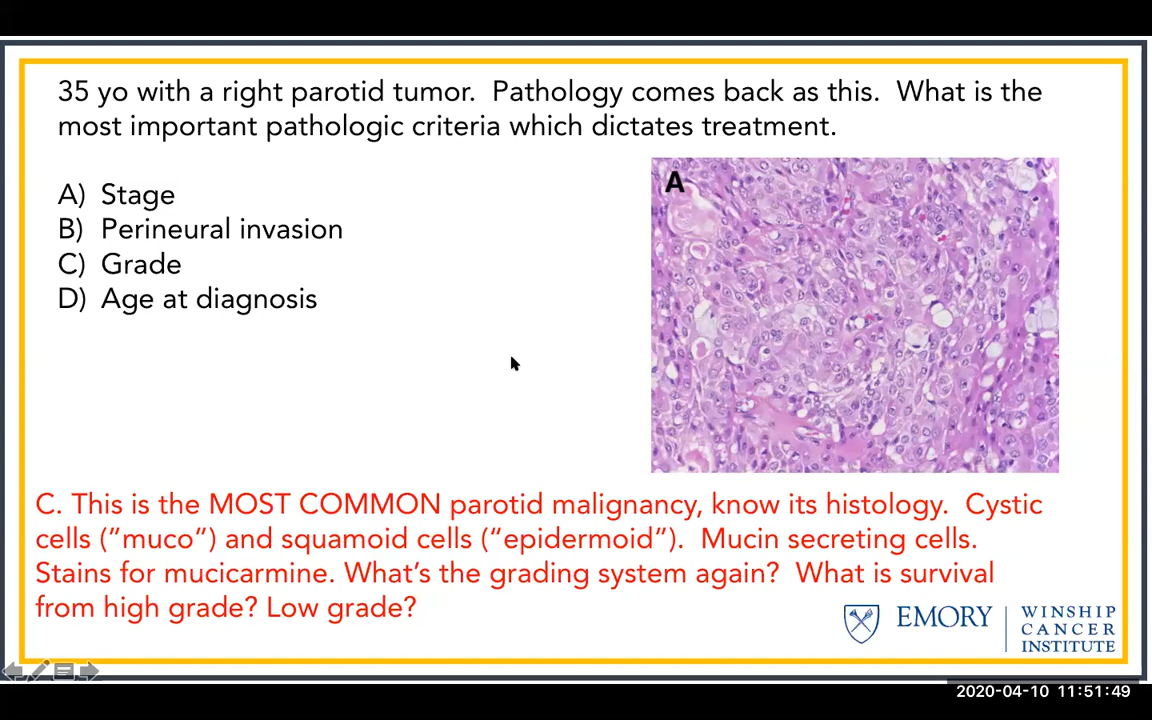 35 yo with a right parotid tumor.  Pathology comes back as this.  What is the
most important pathologic criteria which dictates treatment.
A) Stage
B) Perineural invasion
C) Grade
D) Age at diagnosis
A
C. This is the MOST COMMON parotid malignancy, know its histology.  Cystic
cells (”muco”) and squamoid cells (“epidermoid”).  Mucin secreting cells.
Stains for mucicarmine. What’s the grading system again?  What is survival
from high grade? Low grade?
EMORY
WINSHIP
CANCER
INSTITUTE
2020-04-10 11:51:49